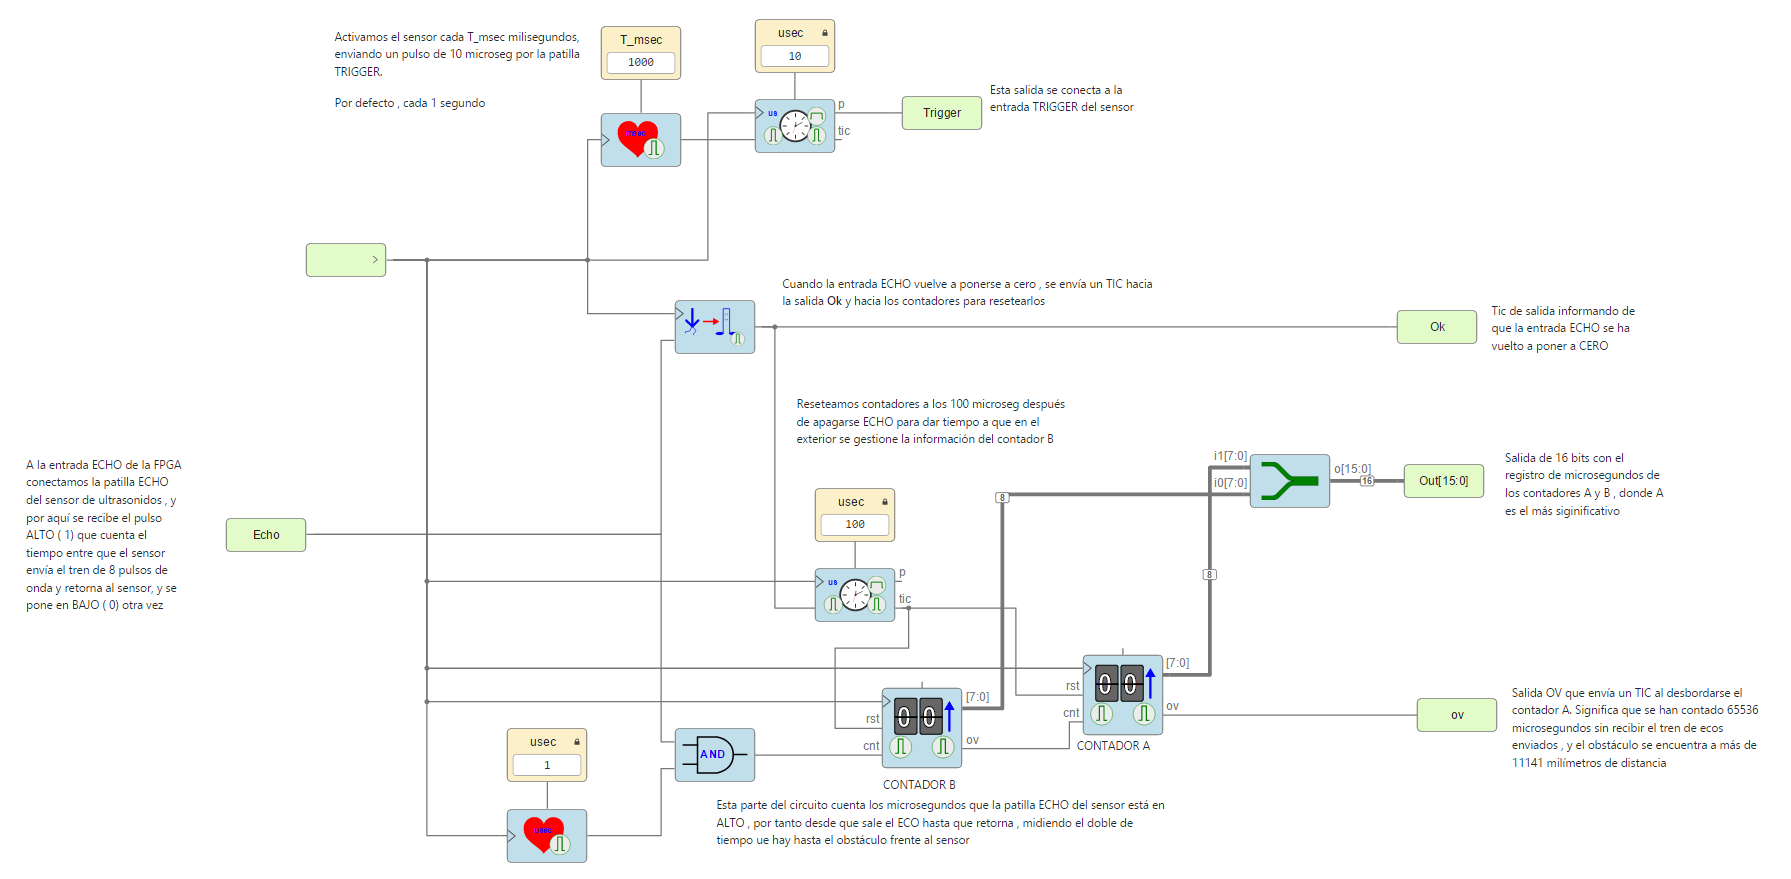 Activamos el sensor cada T_msec milisegundos,
enviando un pulso de 10 microseg por la patilla
TRIGGER.
Por defecto , cada 1 segundo
T_msec
1000
msec
usec
10
us
p
tic
Trigger
Esta salida se conecta a la
entrada TRIGGER del sensor
Cuando la entrada ECHO vuelve a ponerse a cero , se envía un TIC hacia
la salida Ok y hacia los contadores para resetearlos
Ok
Tic de salida informando de
que la entrada ECHO se ha
vuelto a poner a CERO
Reseteamos contadores a los 100 microseg después
de apagarse ECHO para dar tiempo a que en el
exterior se gestione la información del contador B
A la entrada ECHO de la FPGA
conectamos la patilla ECHO
del sensor de ultrasonidos , y
por aquí se recibe el pulso
ALTO ( 1) que cuenta el
tiempo entre que el sensor
envía el tren de 8 pulsos de
onda y retorna al sensor, y se
pone en BAJO ( 0) otra vez
Echo
usec
100
us
p
tic
i1[7:0]
i0[7:0]
o[15:0]
8
16
8
Out[15:0]
Salida de 16 bits con el
registro de microsegundos de
los contadores A y B , donde A
es el más siginificativo
rst
cnt
00
[7:0]
ov
CONTADOR A
rst
cnt
00
[7:0]
ov
CONTADOR B
ov
Salida OV que envía un TIC al desbordarse el
contador A. Significa que se han contado 65536
microsegundos sin recibir el tren de ecos
enviados , y el obstáculo se encuentra a más de
11141 milímetros de distancia
usec
1
usec
AND
Esta parte del circuito cuenta los microsegundos que la patilla ECHO del sensor está en
ALTO , por tanto desde que sale el ECO hasta que retorna , midiendo el doble de
tiempo ue hay hasta el obstáculo frente al sensor